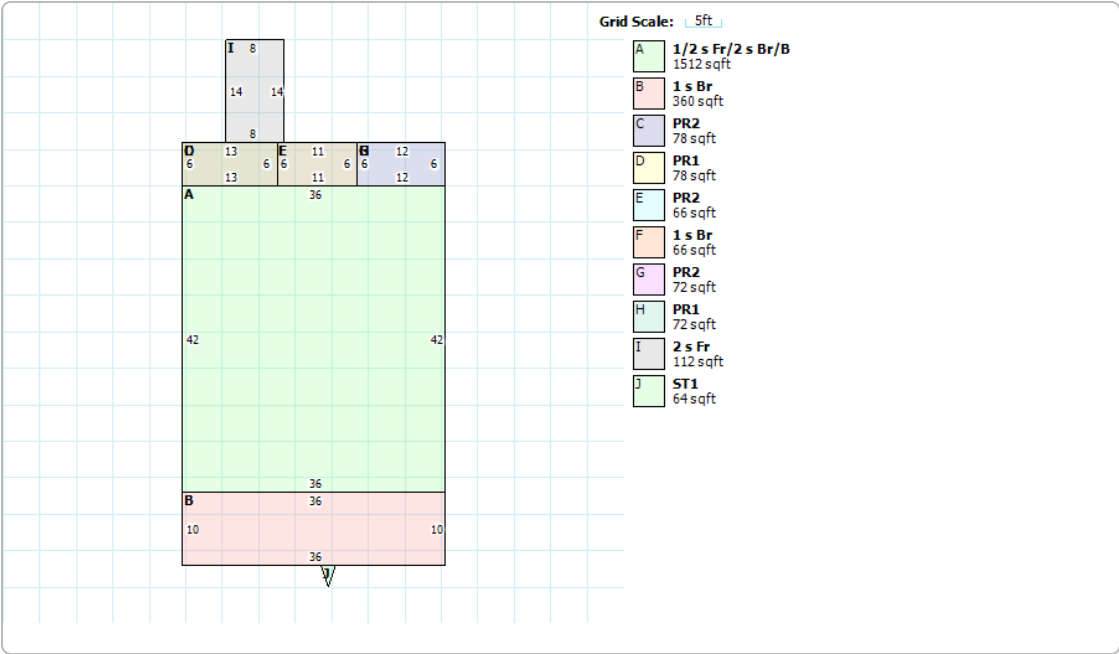 Grid Scale: 5ft
A 1/2 s Fr/2 s Br/B
1512 sqft
B 1 s Br
360 sqft
C PR2
78 sqft
D PR1
78 sqft
E PR2
66 sqft
F 1 s Br
66 sqft
G PR2
72 sqft
H PR1
72 sqft
I 2 s Fr
112 sqft
J ST1
64 sqft
I 8
14 14
8
13 E 11 12
6 6 6 6 6 6
13 11 12
A 36
42 42
36
B 36
10 10
36
J